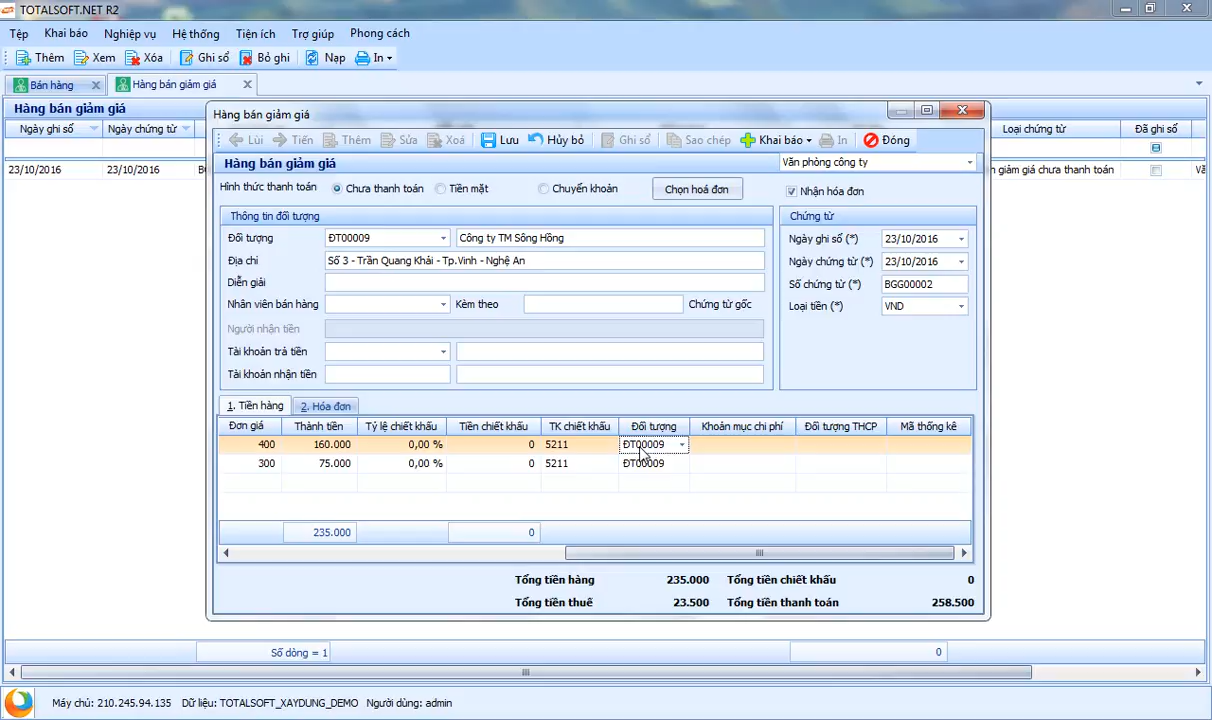 TOTALSOFT.NET R2
Tệp Khai báo Nghiệp vụ Hệ thống Tiện ích Trợ giúp Phong cách
Thêm Xem Xóa Ghi sổ Bỏ ghi Nạp In
Bán hàng Hàng bán giảm giá
Hàng bán giảm giá
Ngày ghi sổ Ngày chứng từ Loại chứng từ Đã ghi sổ
23/10/2016 23/10/2016 giảm giá chưa thanh toán
Hàng bán giảm giá
Lùi Tiến Thêm Sửa Xoá Lưu Hủy bỏ Ghi sổ Sao chép Khai báo In Đóng
Hàng bán giảm giá Văn phòng công ty
Hình thức thanh toán Chưa thanh toán Tiền mặt Chuyển khoản Chọn hoá đơn Nhận hóa đơn
Thông tin đối tượng Chứng từ
Đối tượng ĐT00009 Công ty TM Sông Hồng Ngày ghi sổ (*) 23/10/2016
Địa chỉ Số 3 - Trần Quang Khải - Tp.Vinh - Nghệ An Ngày chứng từ (*) 23/10/2016
Diễn giải Số chứng từ (*) BGG00002
Nhân viên bán hàng Kèm theo Chứng từ gốc Loại tiền (*) VND
Người nhận tiền
Tài khoản trả tiền
Tài khoản nhận tiền
1. Tiền hàng 2. Hóa đơn
Đơn giá Thành tiền Tỷ lệ chiết khấu Tiền chiết khấu TK chiết khấu Đối tượng Khoản mục chi phí Đối tượng THCP Mã thống kê
400 160.000 0,00 % 0 5211 ĐT00009
300 75.000 0,00 % 0 5211 ĐT00009
235.000 0
Tổng tiền hàng 235.000 Tổng tiền chiết khấu 0
Tổng tiền thuế 23.500 Tổng tiền thanh toán 258.500
Số dòng = 1 0
Máy chủ: 210.245.94.135 Dữ liệu: TOTALSOFT_XAYDUNG_DEMO Người dùng: admin